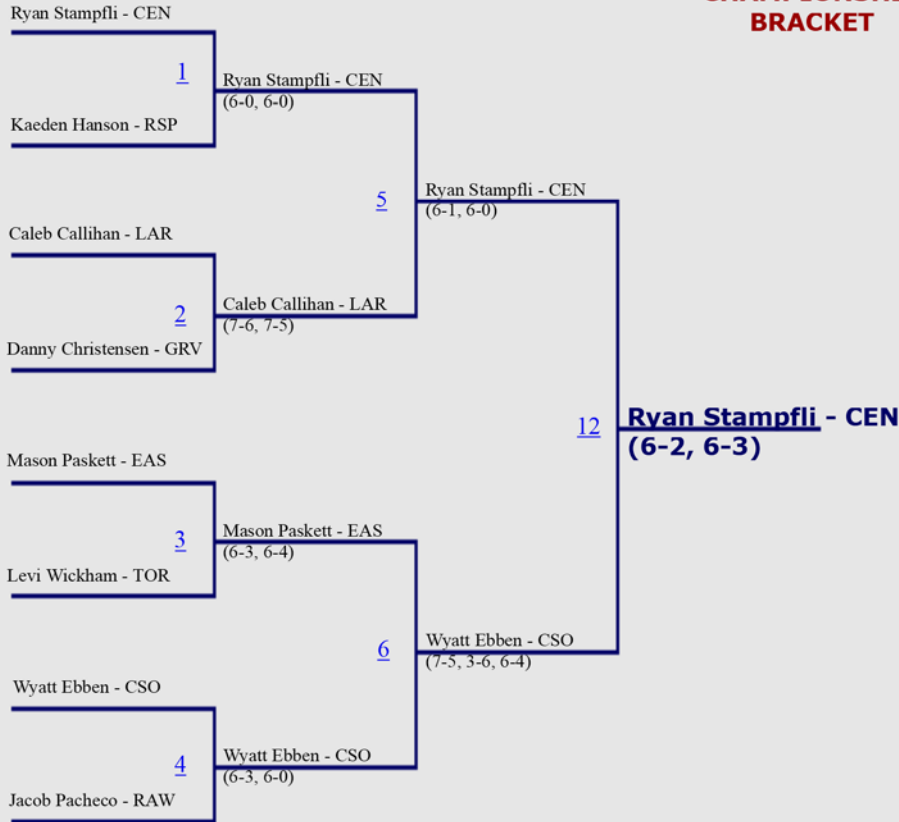 BRACKET
Ryan Stampfli - CEN
1
Ryan Stampfli - CEN
(6-0, 6-0)
Kaeden Hanson - RSP
5
Ryan Stampfli - CEN
(6-1, 6-0)
Caleb Callihan - LAR
2
Caleb Callihan - LAR
(7-6, 7-5)
Danny Christensen - GRV
12
Ryan Stampfli - CEN
(6-2, 6-3)
Mason Paskett - EAS
3
Mason Paskett - EAS
(6-3, 6-4)
Levi Wickham - TOR
6
Wyatt Ebben - CSO
(7-5, 3-6, 6-4)
Wyatt Ebben - CSO
4
Wyatt Ebben - CSO
(6-3, 6-0)
Jacob Pacheco - RAW